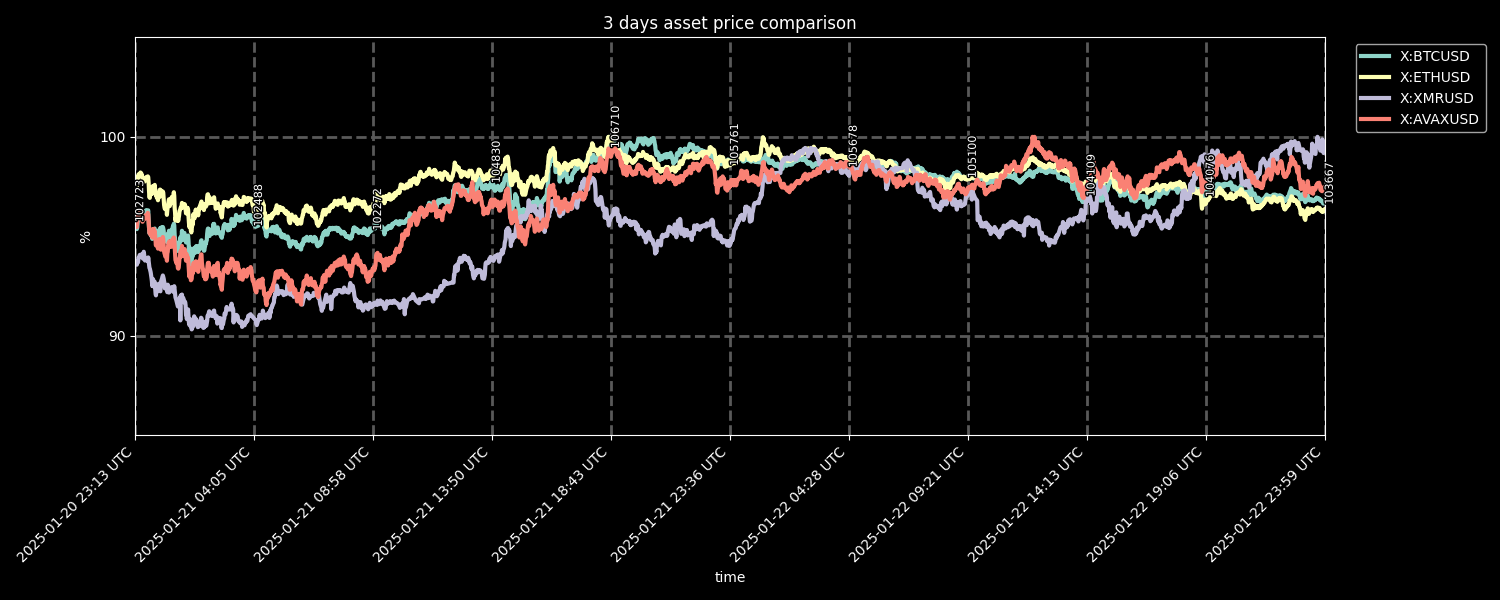 3 days asset price comparison
X:BTCUSD
X:ETHUSD
X:XMRUSD
X:AVAXUSD
100
90
%
102723
102488
102272
104830
106710
105761
105678
105100
104109
104076
103667
2025-01-20 23:13 UTC
2025-01-21 04:05 UTC
2025-01-21 08:58 UTC
2025-01-21 13:50 UTC
2025-01-21 18:43 UTC
2025-01-21 23:36 UTC
2025-01-22 04:28 UTC
2025-01-22 09:21 UTC
2025-01-22 14:13 UTC
2025-01-22 19:06 UTC
2025-01-22 23:59 UTC
time